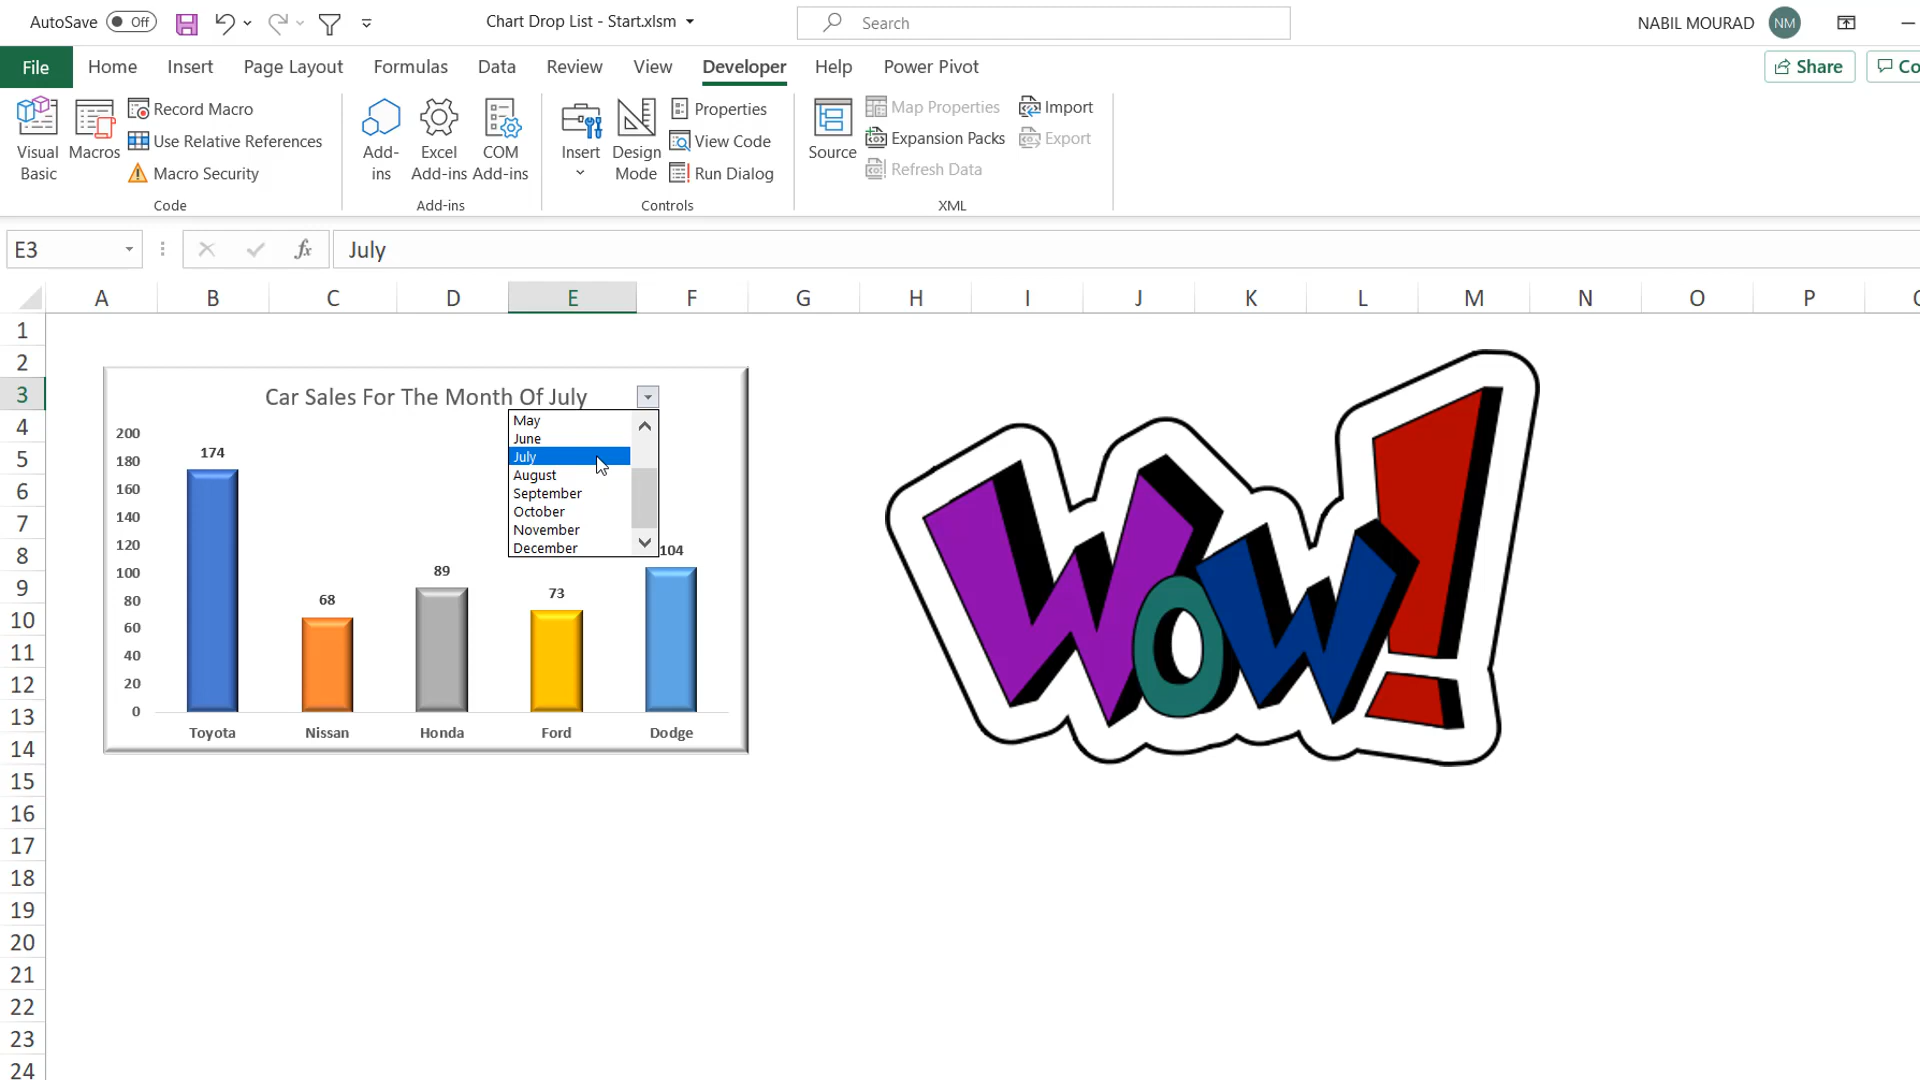 AutoSave Off Chart Drop List - Start.xlsm Search NABIL MOURAD NM
File Home Insert Page Layout Formulas Data Review View Developer Help Power Pivot Share Co
Visual Basic
Macros
Record Macro
Use Relative References
Macro Security
Code
Add-ins
Excel Add-ins
COM Add-ins
Add-ins
Insert
Design Mode
Properties
View Code
Run Dialog
Controls
Source
Map Properties
Expansion Packs
Refresh Data
Import
Export
XML
E3 fx July
A B C D E F G H I J K L M N O P
1
2
3
4
5
6
7
8
9
10
11
12
13
14
15
16
17
18
19
20
21
22
23
24
Car Sales For The Month Of July
May
June
July
August
September
October
November
December
200
180
160
140
120
100
80
60
40
20
0
174
68
89
73
104
Toyota Nissan Honda Ford Dodge
WoW!